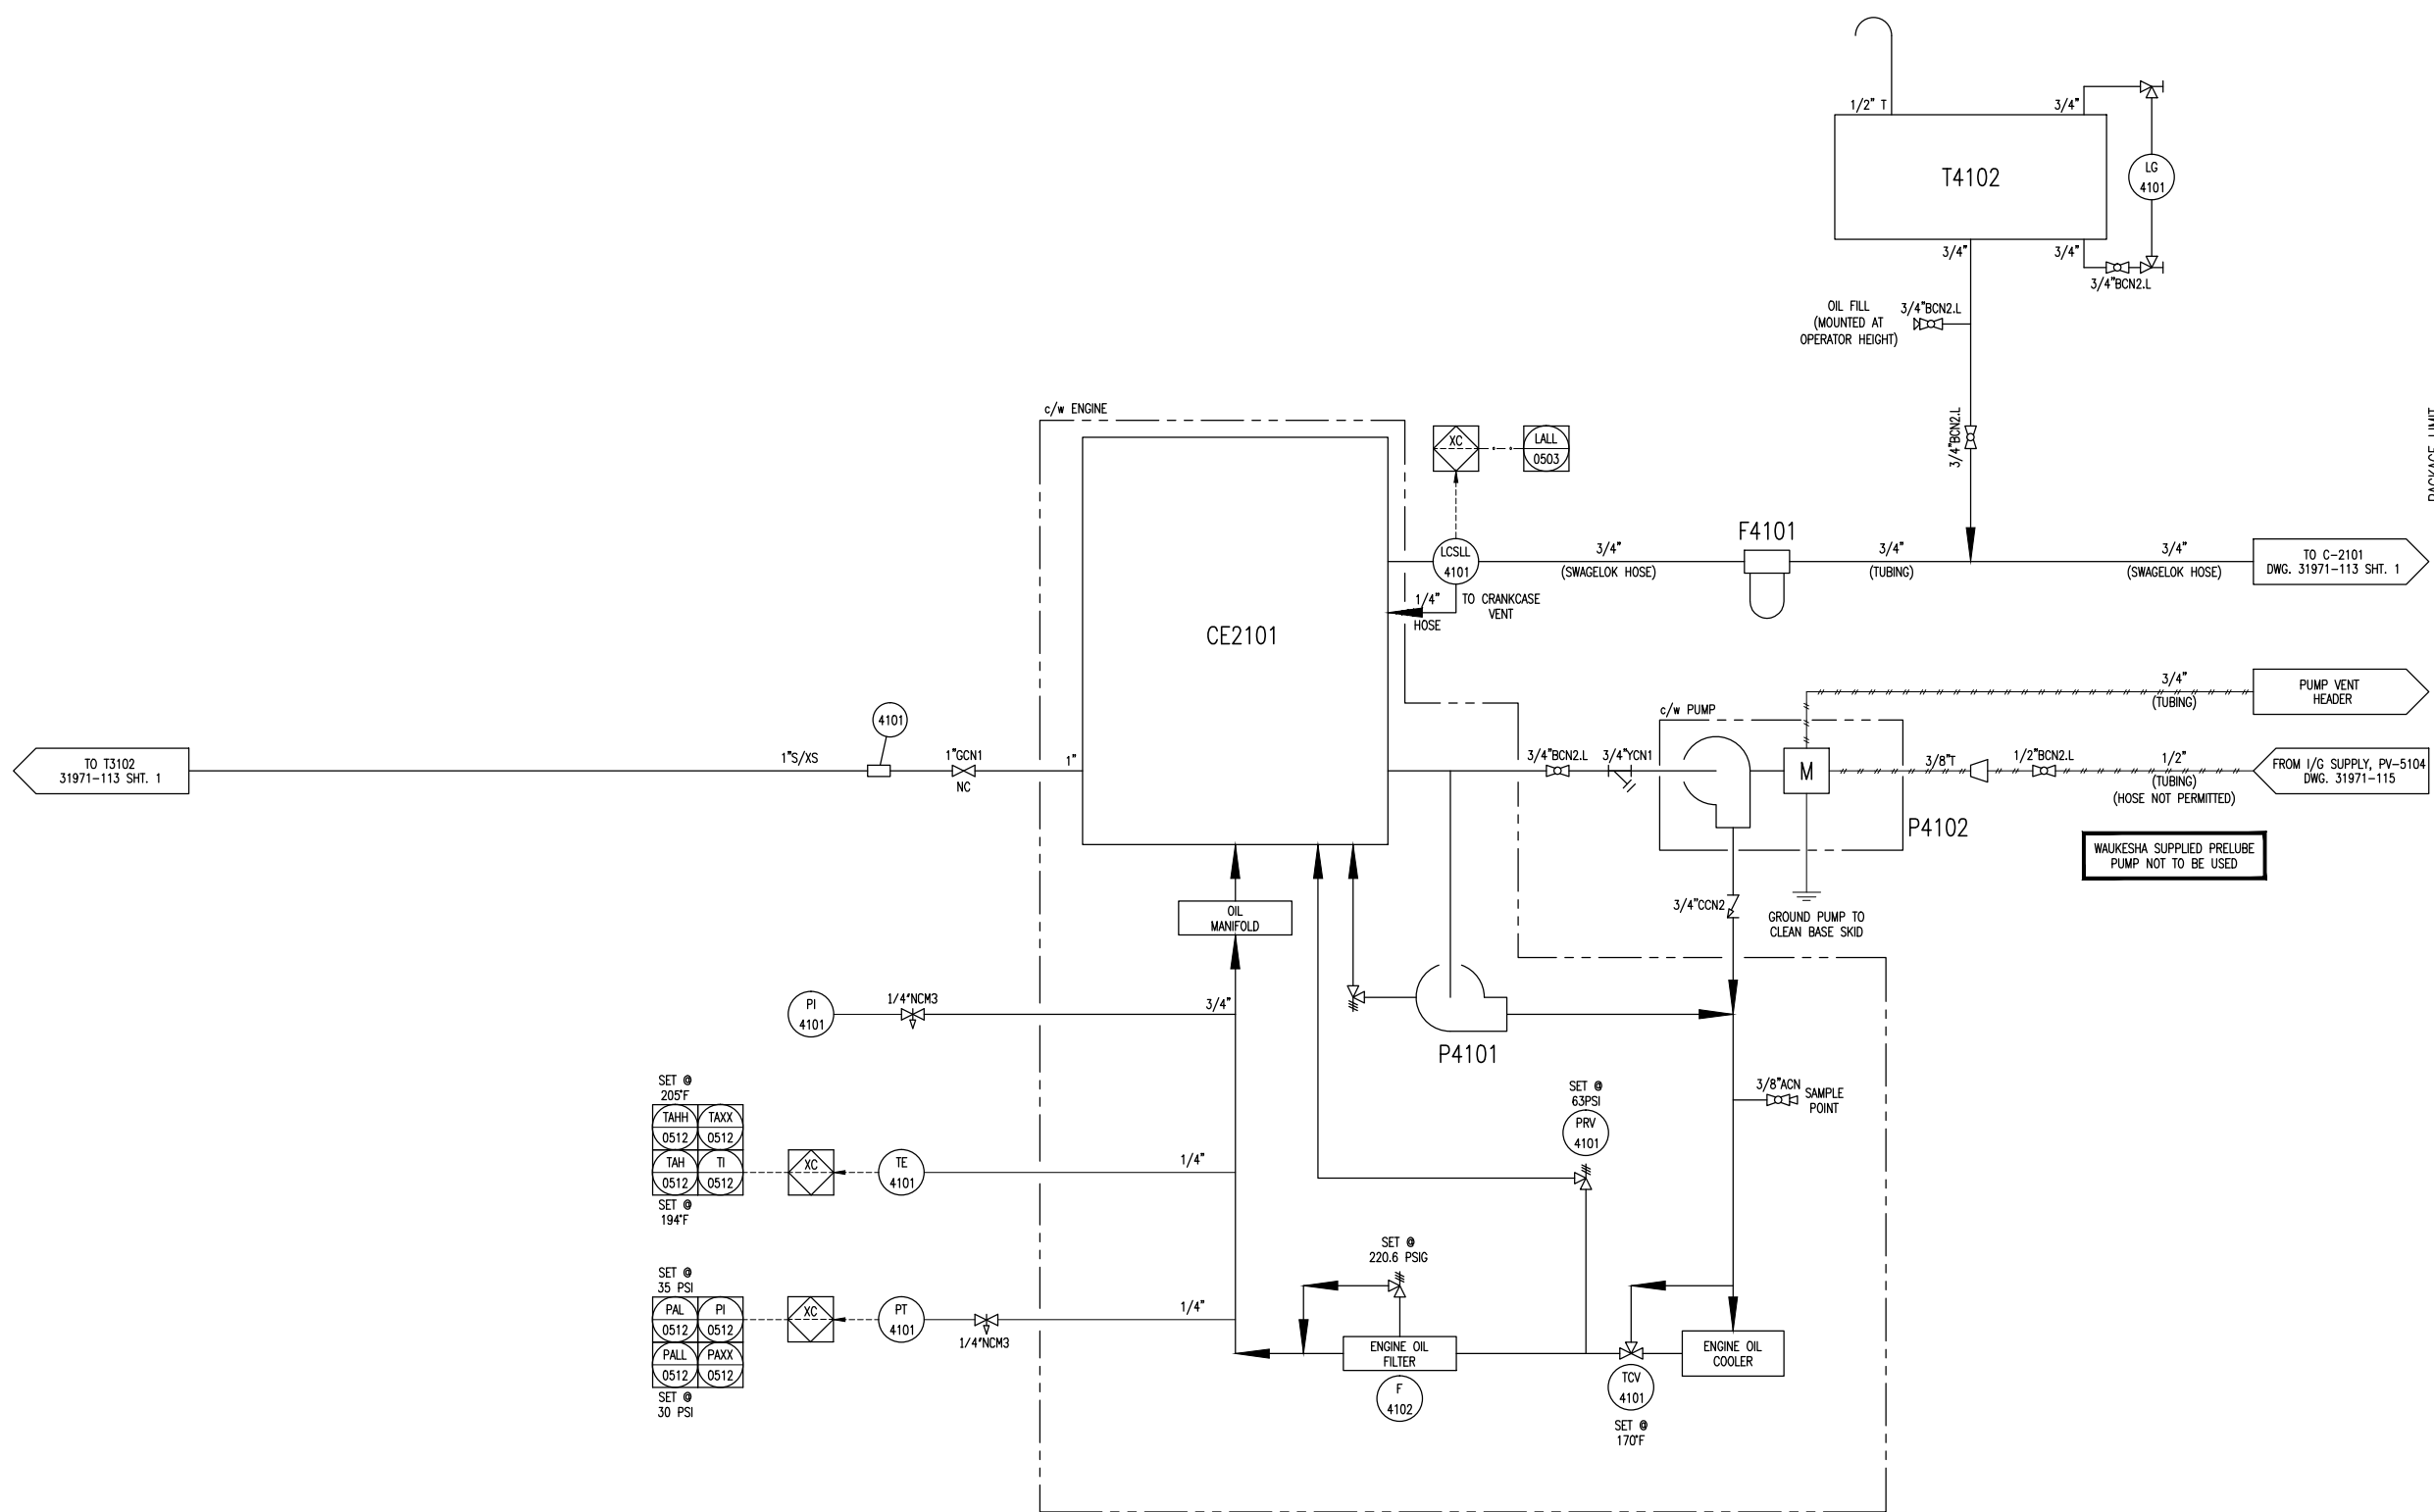 1/2" T
3/4"
T4102
LG
4101
3/4"
3/4"
3/4"BCN2.L
OIL FILL
(MOUNTED AT
OPERATOR HEIGHT)
3/4"BCN2.L
3/4"BCN2.L
PACKAGE LIMIT
c/w ENGINE
XC
LALL
0503
LCSLL
4101
3/4"
(SWAGELOK HOSE)
F4101
3/4"
(TUBING)
3/4"
(SWAGELOK HOSE)
TO C-2101
DWG. 31971-113 SHT. 1
1/4"
HOSE
TO CRANKCASE
VENT
CE2101
3/4"
(TUBING)
PUMP VENT
HEADER
c/w PUMP
TO T3102
31971-113 SHT. 1
1"S/XS
4101
1"GCN1
NC
1"
3/4"BCN2.L
3/4"YCN1
M
3/8"T
1/2"BCN2.L
1/2"
(TUBING)
(HOSE NOT PERMITTED)
FROM I/G SUPPLY, PV-5104
DWG. 31971-115
P4102
WAUKESHA SUPPLIED PRELUBE
PUMP NOT TO BE USED
3/4"CCN2
GROUND PUMP TO
CLEAN BASE SKID
OIL
MANIFOLD
PI
4101
1/4"NCM3
3/4"
P4101
SET @
205°F
TAHH
0512
TAXX
0512
TAH
0512
TI
0512
SET @
194°F
XC
TE
4101
1/4"
SET @
63PSI
PRV
4101
3/8"ACN
SAMPLE
POINT
SET @
35 PSI
PAL
0512
PI
0512
PALL
0512
PAXX
0512
SET @
30 PSI
XC
PT
4101
1/4"NCM3
1/4"
SET @
220.6 PSIG
ENGINE OIL
FILTER
F
4102
TCV
4101
SET @
170°F
ENGINE OIL
COOLER